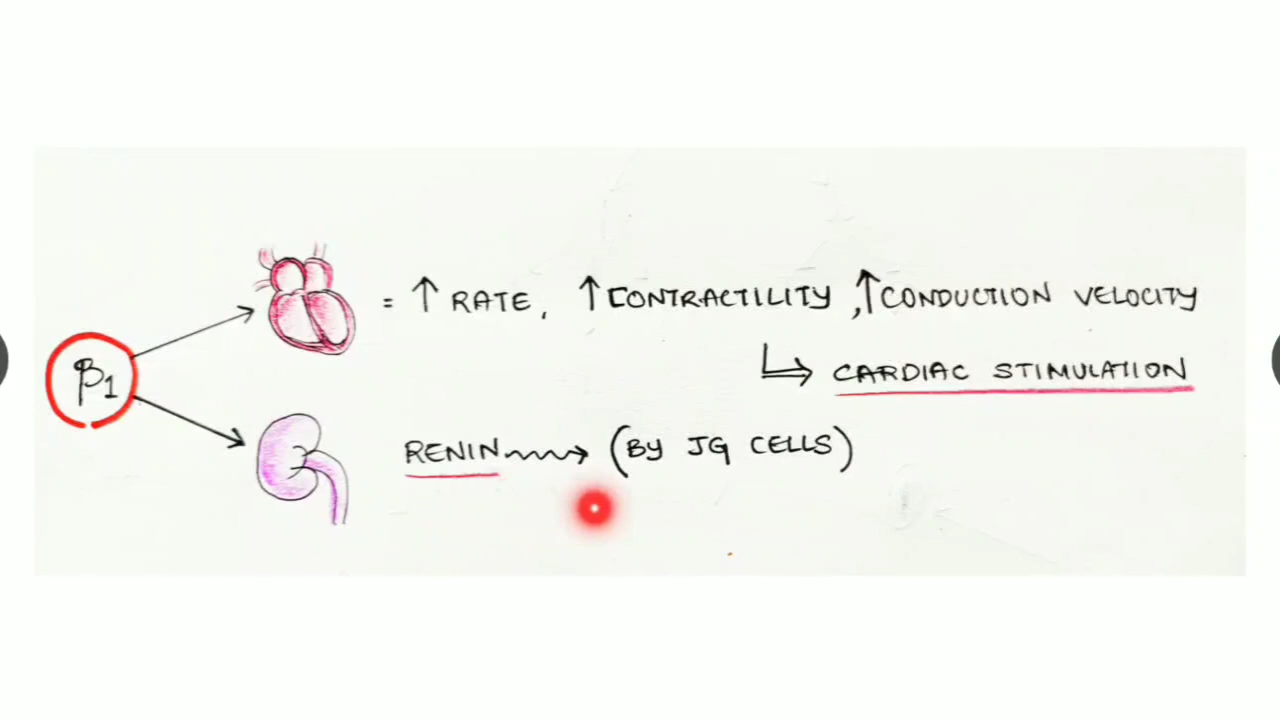 = ↑ RATE, ↑ CONTRACTILITY, ↑ CONDUCTION VELOCITY
β1
↳ CARDIAC STIMULATION
RENIN → (BY JG CELLS)